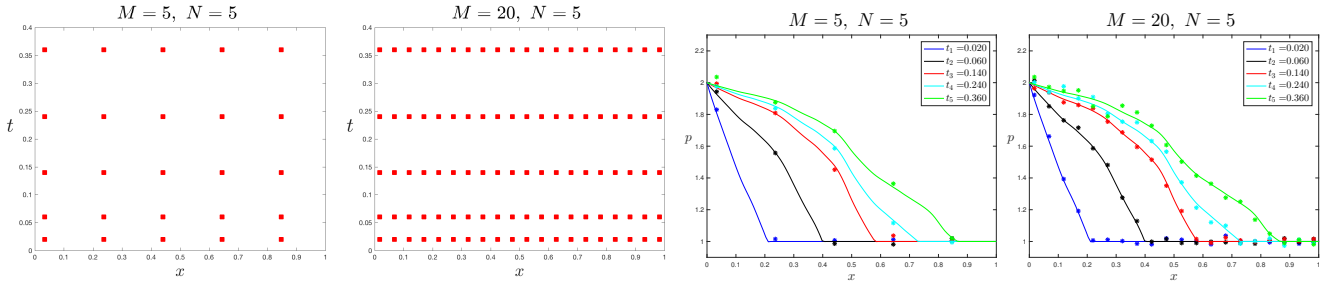 M = 5, N = 5
0.4
0.35
0.3
0.25
0.2
0.15
0.1
0.05
0
t
0 0.1 0.2 0.3 0.4 0.5 0.6 0.7 0.8 0.9 1
x
M = 20, N = 5
0.4
0.35
0.3
0.25
0.2
0.15
0.1
0.05
0
t
0 0.1 0.2 0.3 0.4 0.5 0.6 0.7 0.8 0.9 1
x
M = 5, N = 5
2.2
2
1.8
1.6
1.4
1.2
1
p
0 0.1 0.2 0.3 0.4 0.5 0.6 0.7 0.8 0.9 1
x
t₁ =0.020
t₂ =0.060
t₃ =0.140
t₄ =0.240
t₅ =0.360
M = 20, N = 5
2.2
2
1.8
1.6
1.4
1.2
1
p
0 0.1 0.2 0.3 0.4 0.5 0.6 0.7 0.8 0.9 1
x
t₁ =0.020
t₂ =0.060
t₃ =0.140
t₄ =0.240
t₅ =0.360